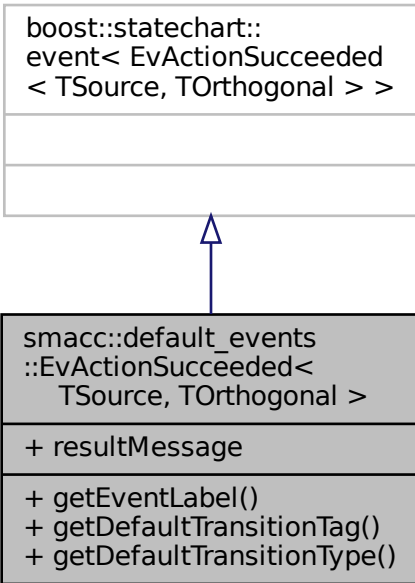 boost::statechart::
event< EvActionSucceeded
< TSource, TOrthogonal > >
smacc::default_events
::EvActionSucceeded<
TSource, TOrthogonal >
+ resultMessage
+ getEventLabel()
+ getDefaultTransitionTag()
+ getDefaultTransitionType()